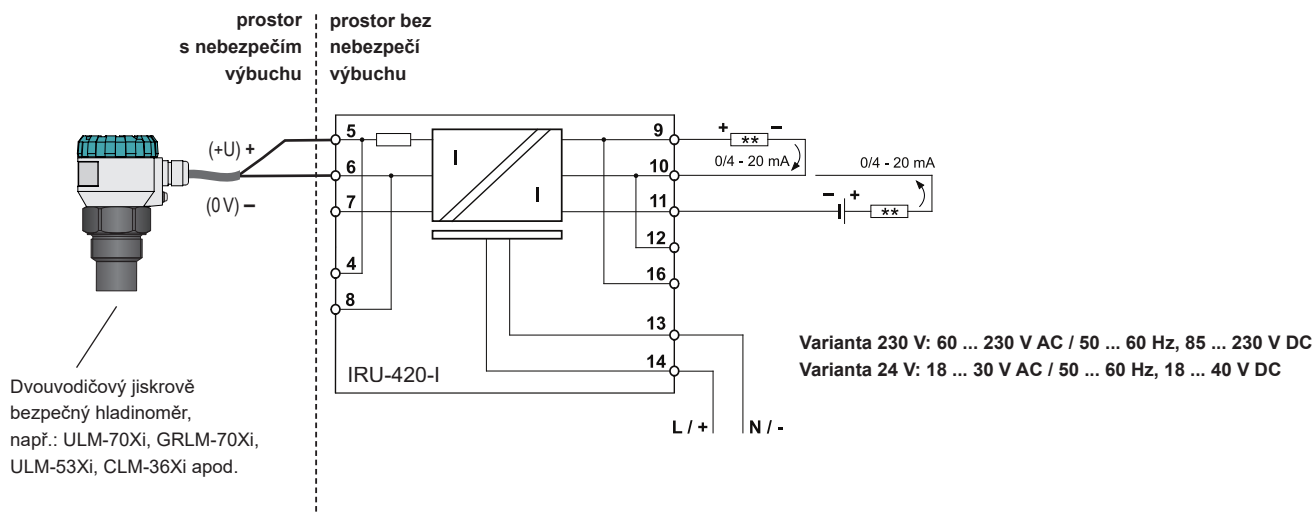 prostor
s nebezpečím
výbuchu
prostor bez
nebezpečí
výbuchu
(+U) +
(0 V) −
5
6
7
4
8
I
I
9
10
11
12
16
13
14
IRU-420-I
+ ** −
0/4 - 20 mA
0/4 - 20 mA
− +
**
L / +
N / -
Varianta 230 V: 60 ... 230 V AC / 50 ... 60 Hz, 85 ... 230 V DC
Varianta 24 V: 18 ... 30 V AC / 50 ... 60 Hz, 18 ... 40 V DC
Dvouvodičový jiskrově
bezpečný hladinoměr,
např.: ULM-70Xi, GRLM-70Xi,
ULM-53Xi, CLM-36Xi apod.